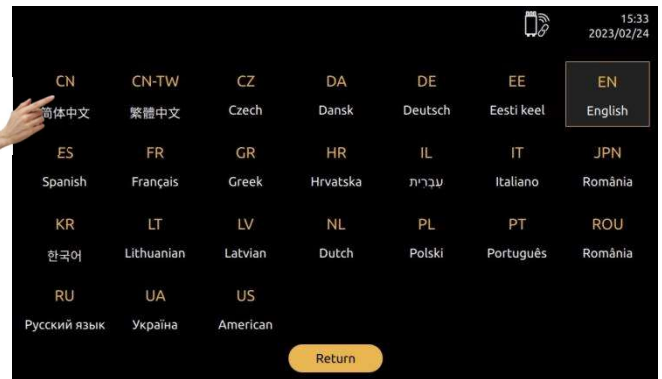 15:33
2023/02/24
CN CN-TW CZ DA DE EE EN
简体中文 繁體中文 Czech Dansk Deutsch Eesti keel English
ES FR GR HR IL IT JPN
Spanish Français Greek Hrvatska עברית Italiano România
KR LT LV NL PL PT ROU
한국어 Lithuanian Latvian Dutch Polski Português România
RU UA US
Русский язык Україна American
Return